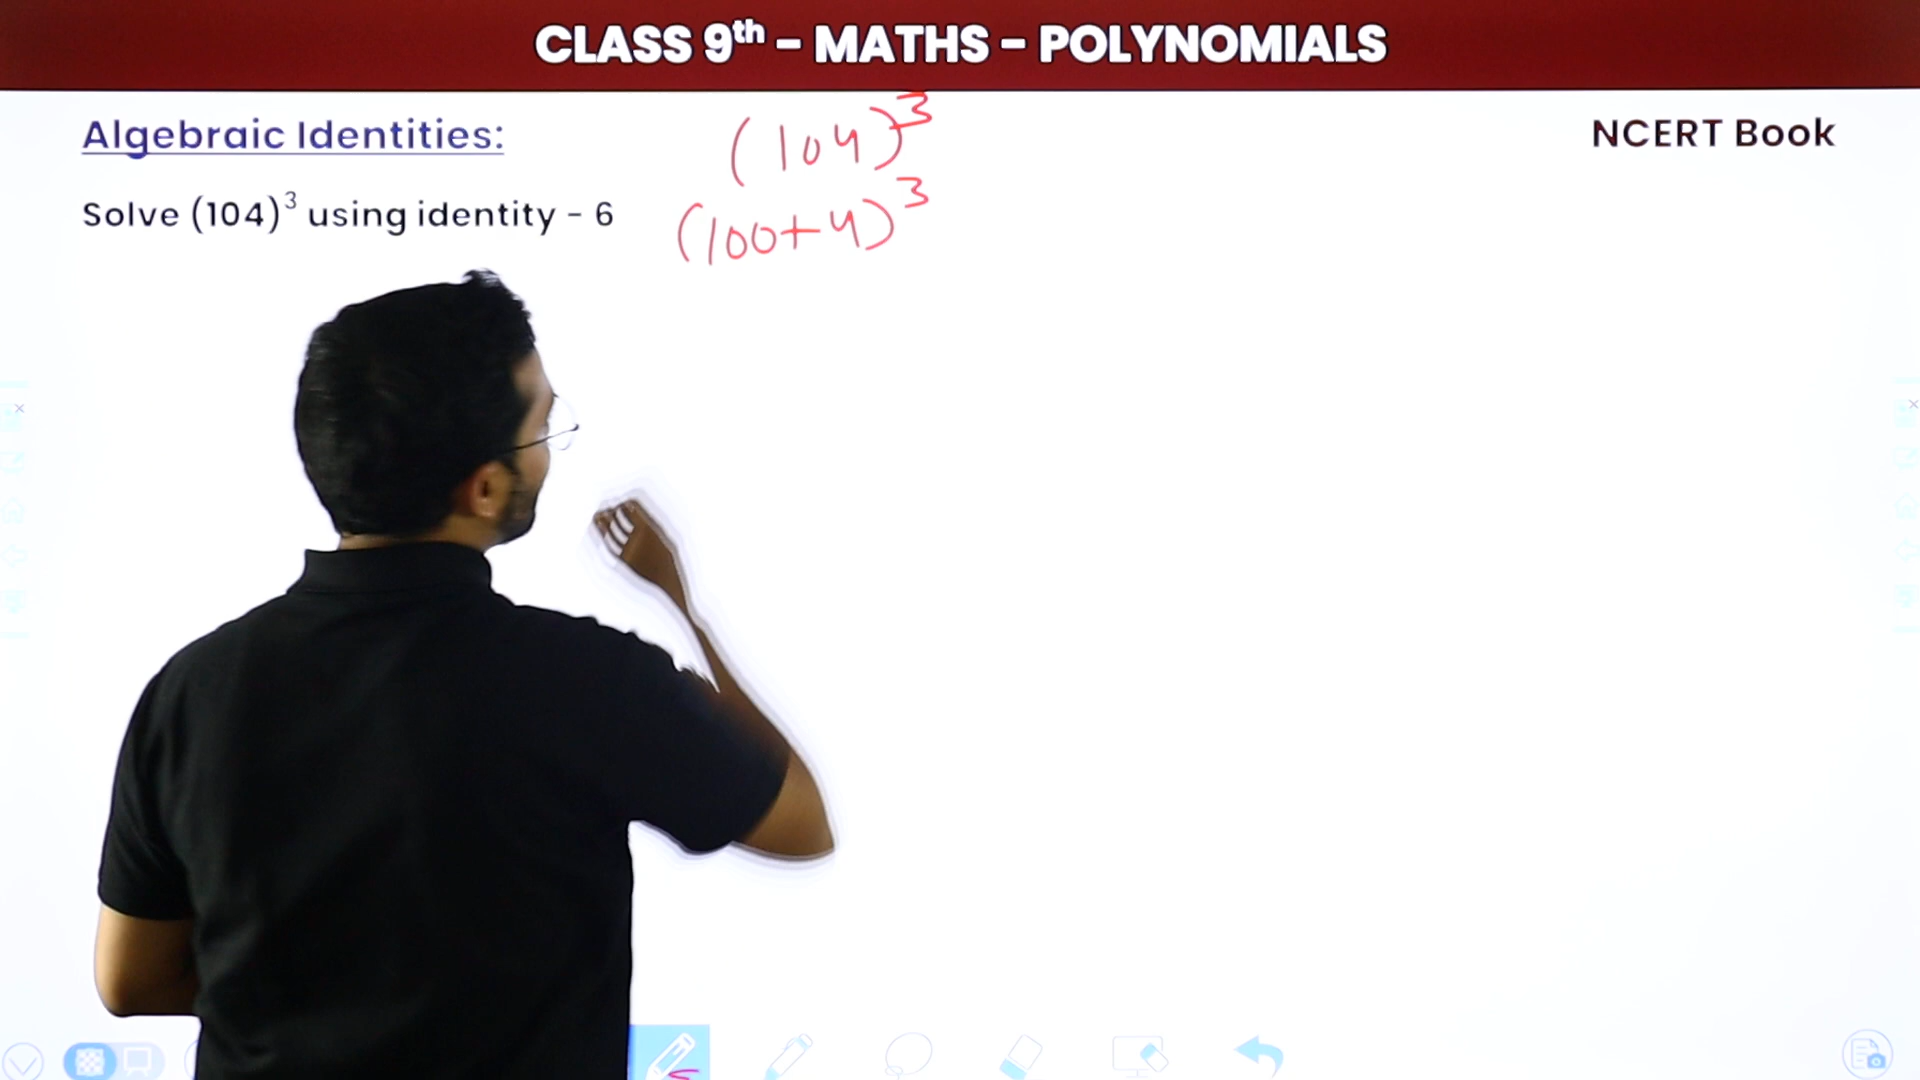 CLASS 9th – MATHS – POLYNOMIALS
Algebraic Identities:
NCERT Book
Solve (104)³ using identity - 6
(104)³
(100+4)³